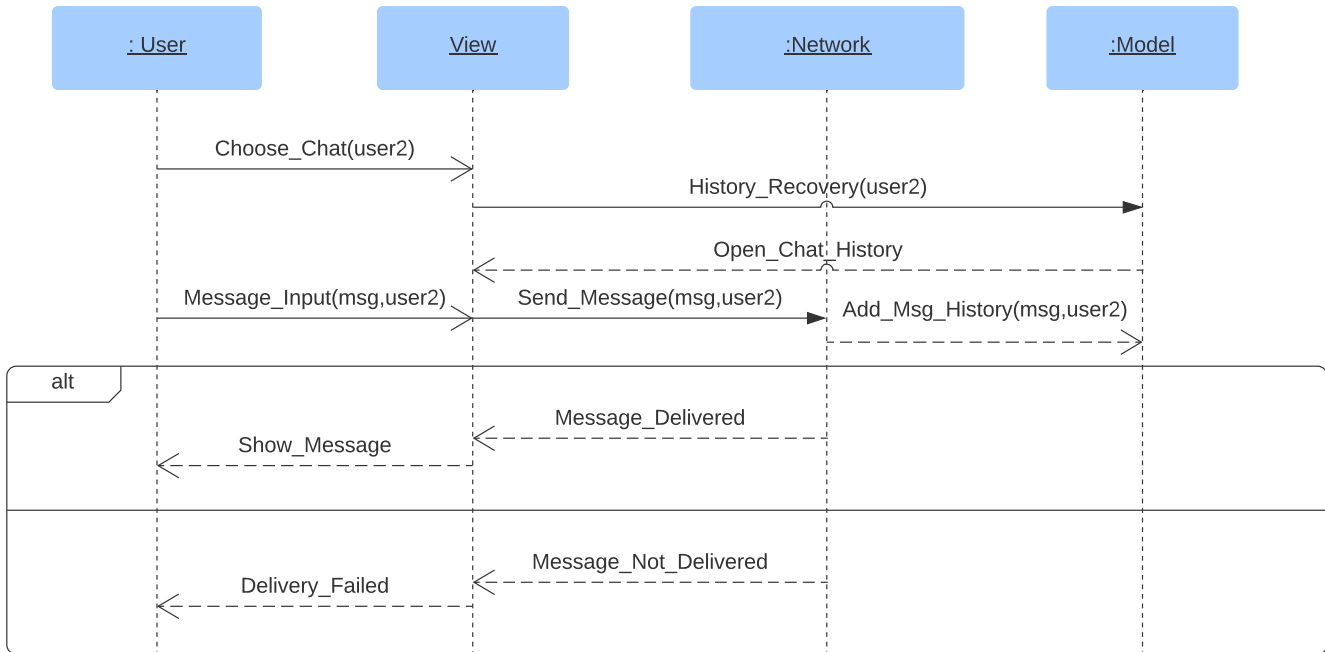 : User
View
:Network
:Model
Choose_Chat(user2)
History_Recovery(user2)
Open_Chat_History
Message_Input(msg,user2)
Send_Message(msg,user2)
Add_Msg_History(msg,user2)
alt
Message_Delivered
Show_Message
Message_Not_Delivered
Delivery_Failed